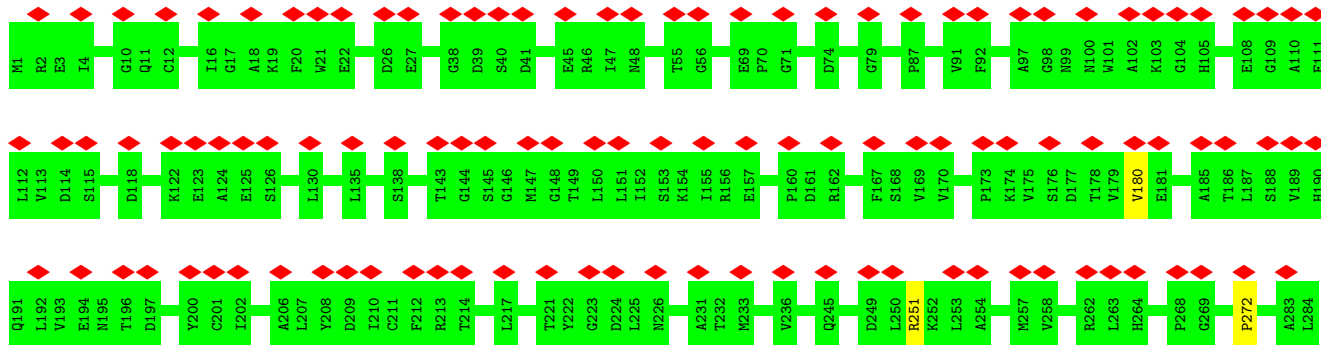 M1 R2 E3 I4 G10 Q11 C12 I16 G17 A18 K19 F20 W21 E22 D26 E27 G38 D39 S40 D41 E45 R46 I47 N48 T55 G56 E69 P70 G71 D74 G79 P87 V91 F92 A97 G98 N99 N100 W101 A102 K103 G104 H105 E108 G109 A110 E111
L112 V113 D114 S115 D118 K122 E123 A124 E125 S126 L130 L135 S138 T143 G144 S145 G146 M147 G148 T149 L150 L151 I152 S153 K154 I155 R156 E157 P160 D161 R162 F167 S168 V169 V170 P173 K174 V175 S176 D177 T178 V179 V180 E181 A185 T186 L187 S188 V189 H190
Q191 L192 V193 E194 N195 T196 D197 Y200 C201 I202 A206 L207 Y208 D209 I210 C211 F212 R213 T214 L217 T221 Y222 G223 D224 L225 N226 A231 T232 M233 V236 Q245 D249 L250 R251 K252 L253 A254 M257 V258 R262 L263 H264 P268 G269 P272 A283 L284